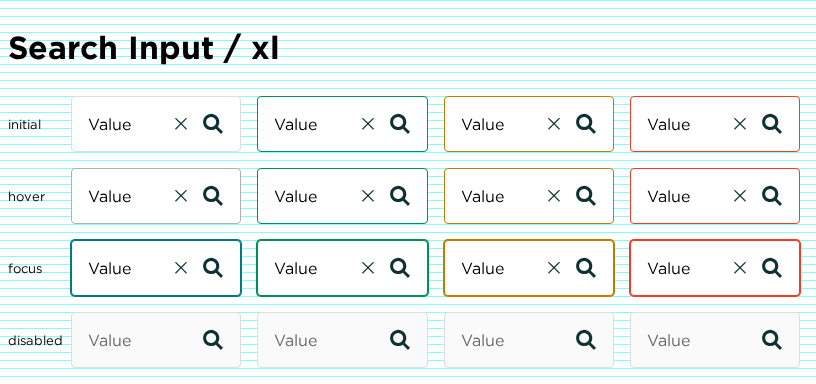 Search Input / xl
initial Value Value Value Value
hover Value Value Value Value
focus Value Value Value Value
disabled Value Value Value Value